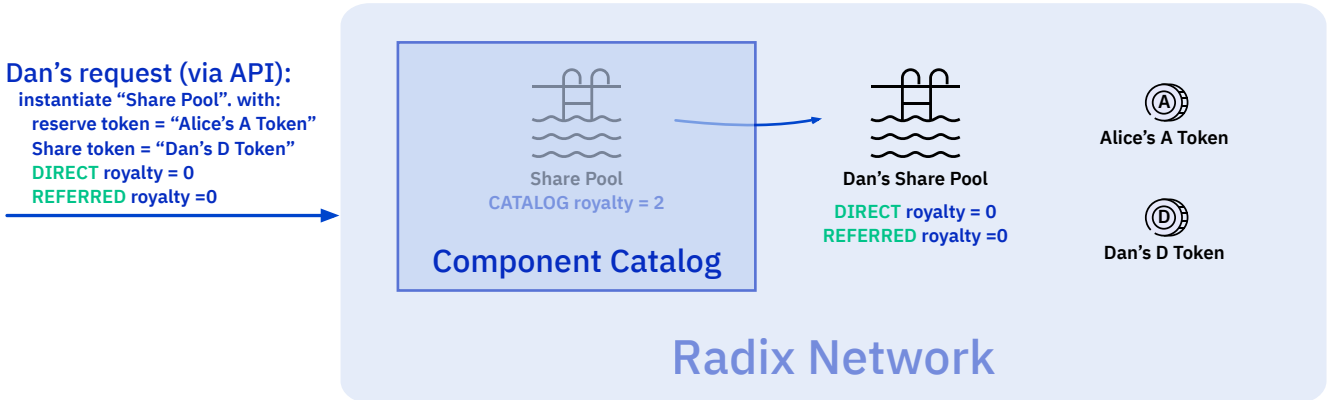 Dan's request (via API):
instantiate “Share Pool”. with:
reserve token = “Alice's A Token”
Share token = “Dan's D Token”
DIRECT royalty = 0
REFERRED royalty =0
Share Pool
CATALOG royalty = 2
Component Catalog
Dan's Share Pool
DIRECT royalty = 0
REFERRED royalty =0
A
Alice's A Token
D
Dan's D Token
Radix Network